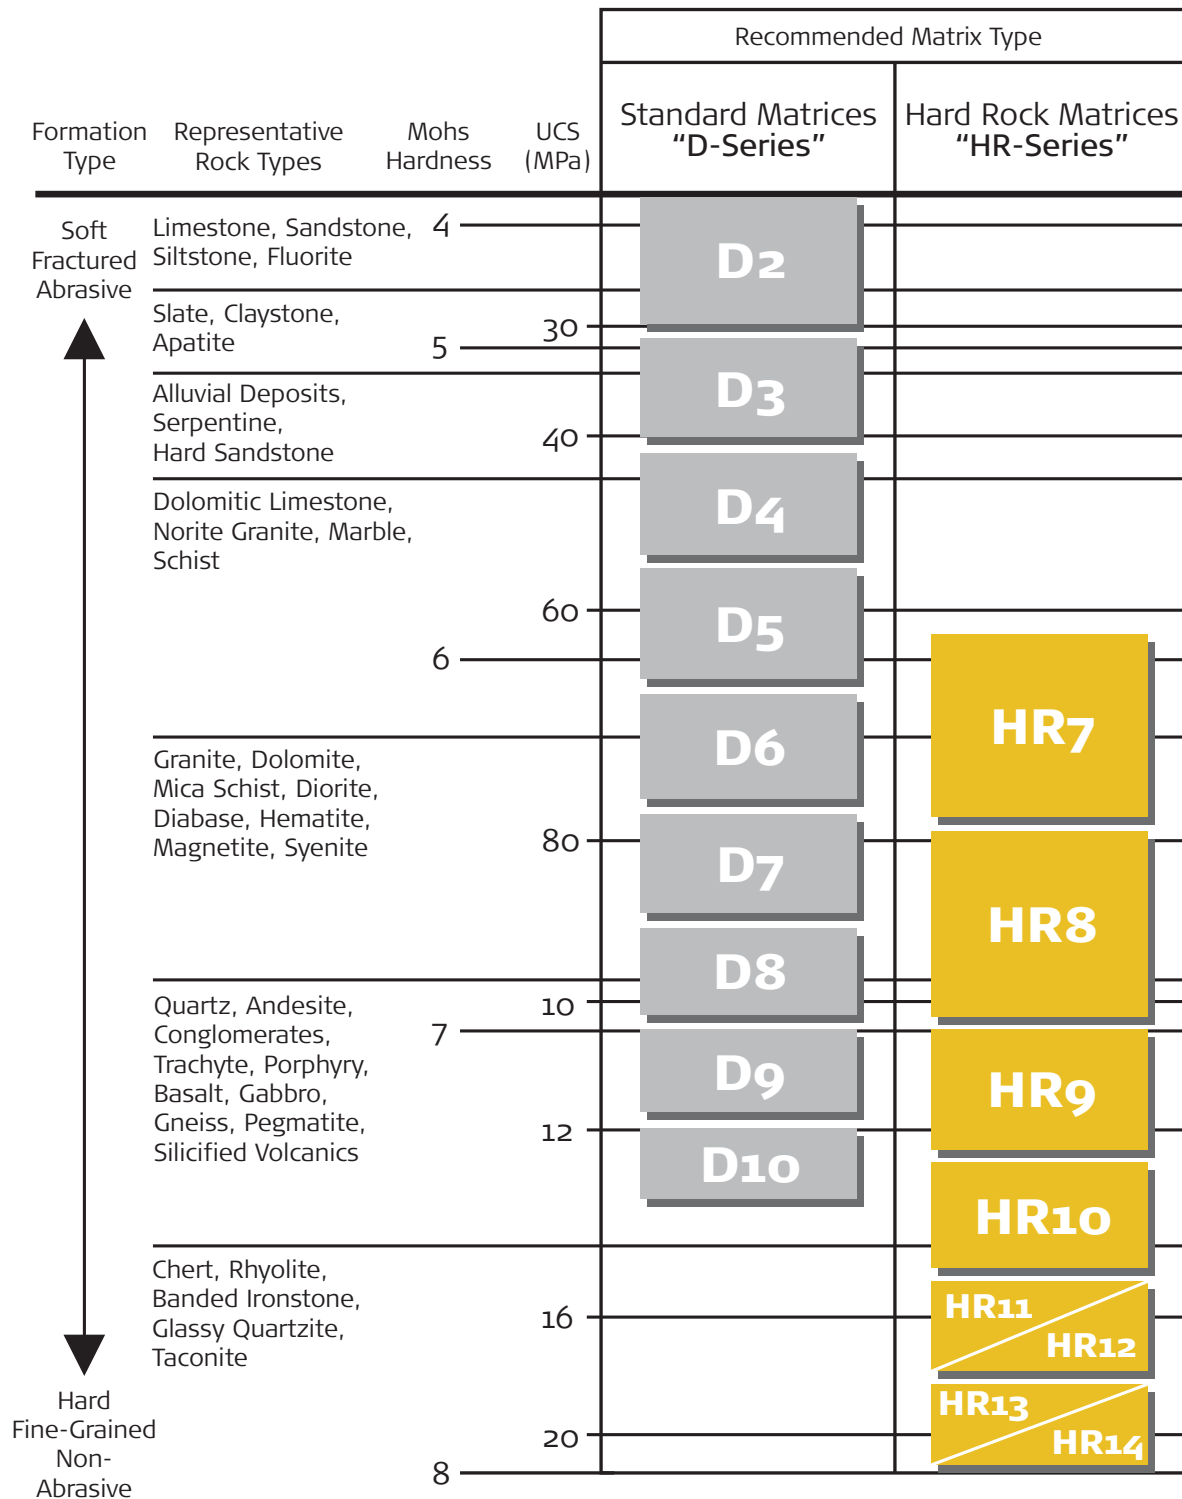 Recommended Matrix Type
Formation
Type
Representative
Rock Types
Mohs
Hardness
UCS
(MPa)
Standard Matrices
“D-Series”
Hard Rock Matrices
“HR-Series”
Soft
Fractured
Abrasive
Limestone, Sandstone,
Siltstone, Fluorite
4
D2
Slate, Claystone,
Apatite
30
5
D3
Alluvial Deposits,
Serpentine,
Hard Sandstone
40
D4
Dolomitic Limestone,
Norite Granite, Marble,
Schist
60
D5
6
HR7
D6
Granite, Dolomite,
Mica Schist, Diorite,
Diabase, Hematite,
Magnetite, Syenite
80
D7
HR8
D8
Quartz, Andesite,
Conglomerates,
Trachyte, Porphyry,
Basalt, Gabbro,
Gneiss, Pegmatite,
Silicified Volcanics
10
7
D9
HR9
12
D10
HR10
Chert, Rhyolite,
Banded Ironstone,
Glassy Quartzite,
Taconite
16
HR11
HR12
HR13
HR14
20
8
Hard
Fine-Grained
Non-
Abrasive